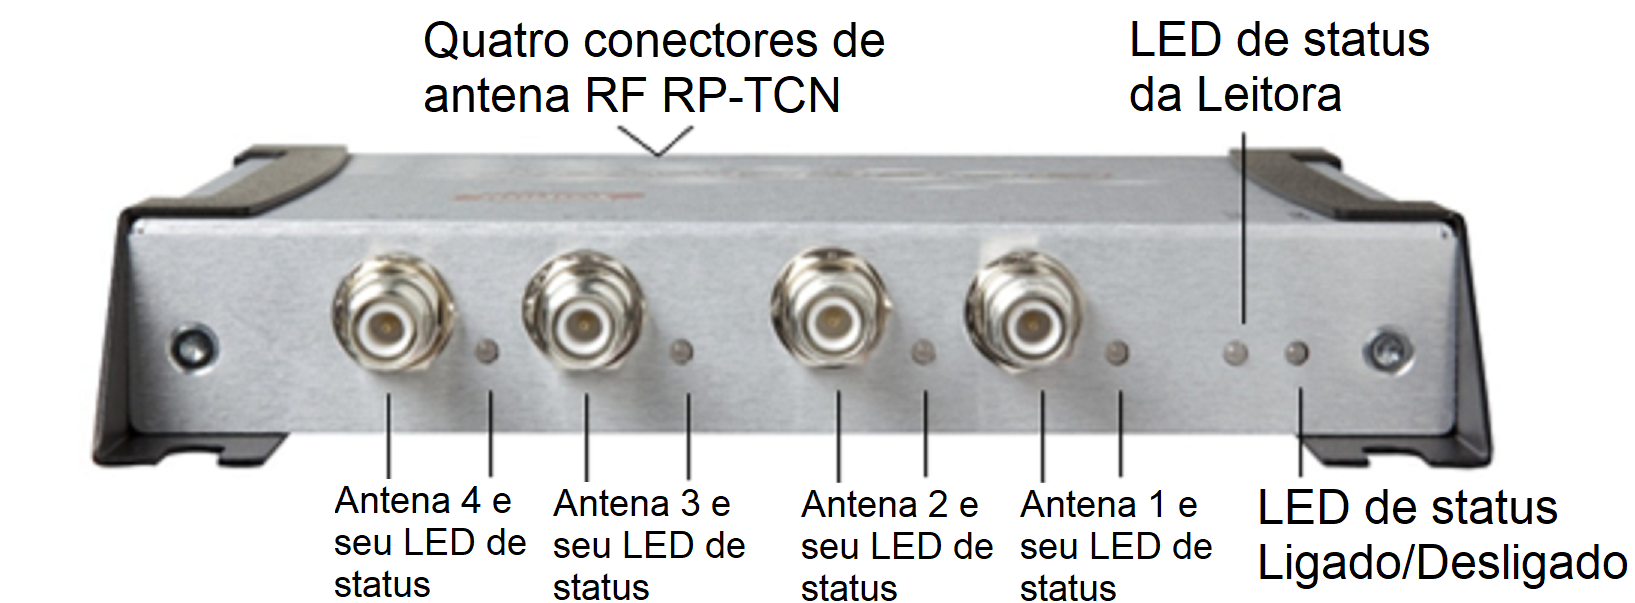 Quatro conectores de
antena RF RP-TCN
LED de status
da Leitora
Antena 4 e
seu LED de
status
Antena 3 e
seu LED de
status
Antena 2 e
seu LED de
status
Antena 1 e
seu LED de
status
LED de status
Ligado/Desligado